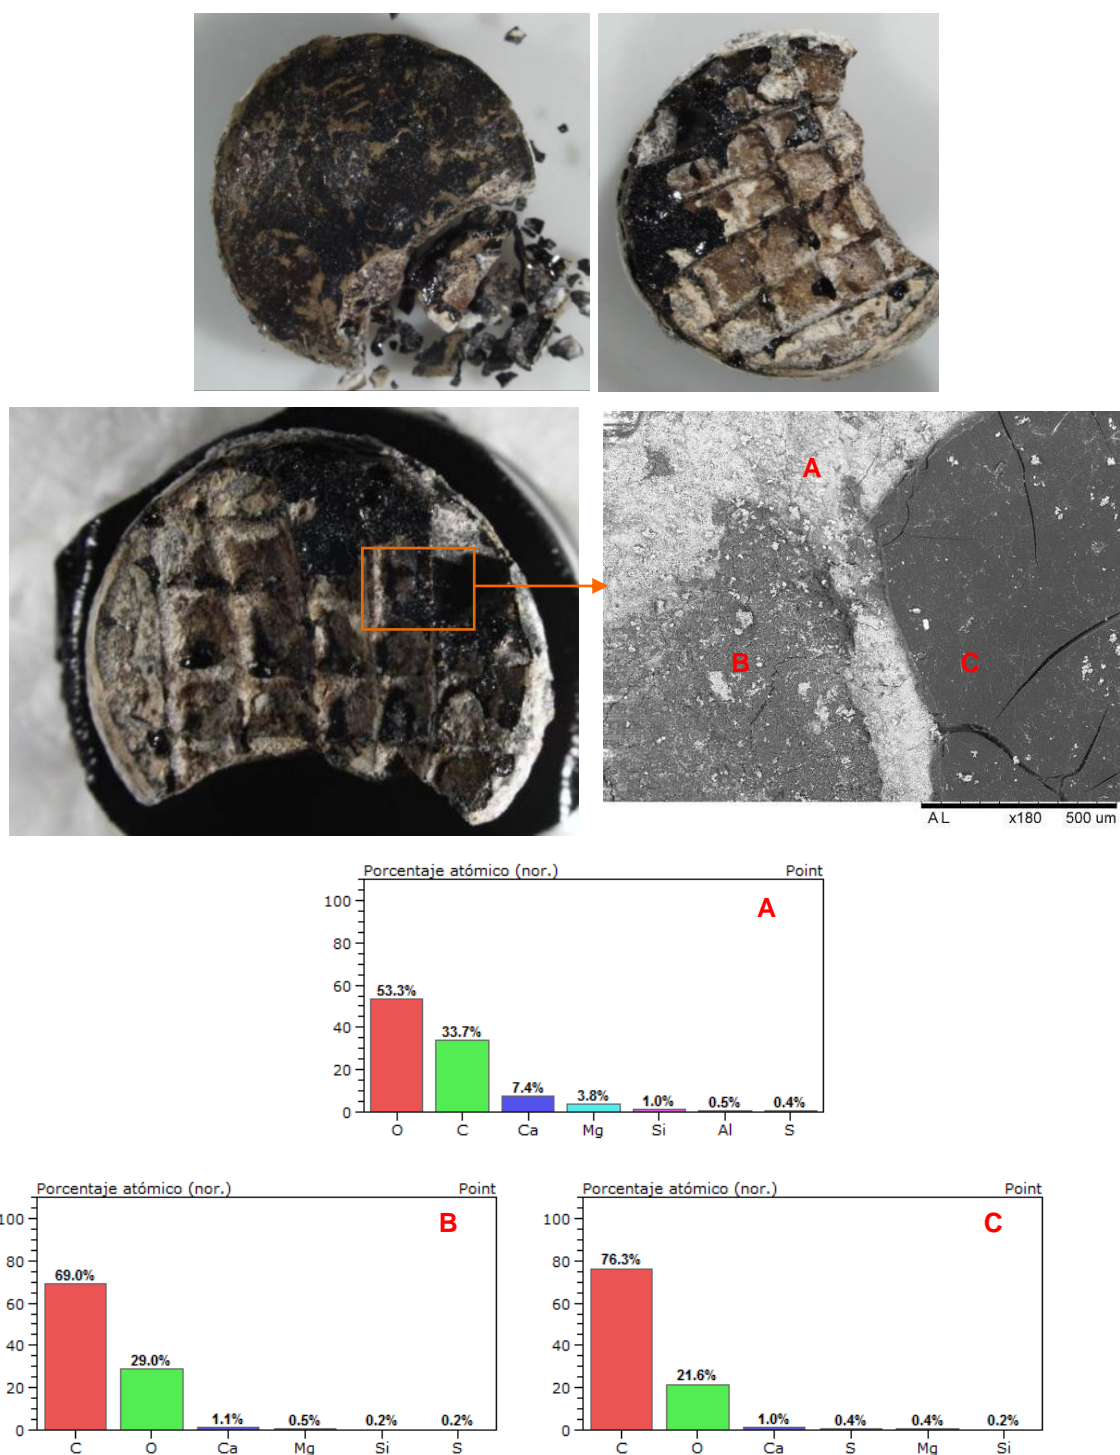 A
B
C
A L x180 500 um
Porcentaje atómico (nor.) Point
A
100
80
60
40
20
0
53.3%
33.7%
7.4%
3.8%
1.0%
0.5%
0.4%
O C Ca Mg Si Al S
Porcentaje atómico (nor.) Point
B
100
80
60
40
20
0
69.0%
29.0%
1.1%
0.5%
0.2%
0.2%
C O Ca Mg Si S
Porcentaje atómico (nor.) Point
C
100
80
60
40
20
0
76.3%
21.6%
1.0%
0.4%
0.4%
0.2%
C O Ca S Mg Si